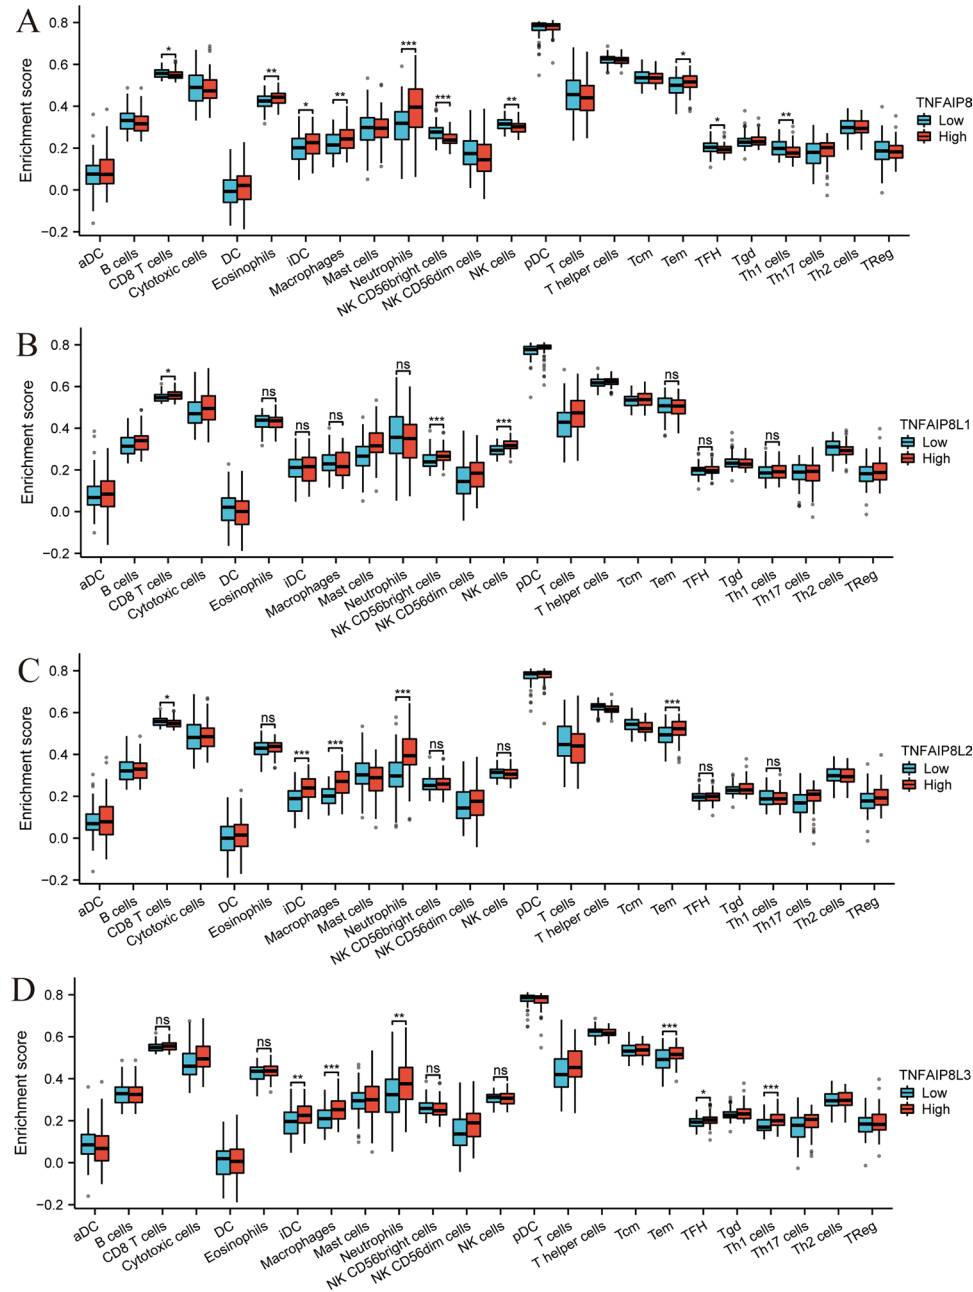 A
Enrichment score
0.8
0.6
0.4
0.2
0.0
−0.2
* ** * ** *** *** ** * * **
aDC
B cells
CD8 T cells
Cytotoxic cells
DC
Eosinophils
iDC
Macrophages
Mast cells
Neutrophils
NK CD56bright cells
NK CD56dim cells
NK cells
pDC
T cells
T helper cells
Tcm
Tem
TFH
Tgd
Th1 cells
Th17 cells
Th2 cells
TReg
TNFAIP8
Low
High
B
Enrichment score
0.8
0.6
0.4
0.2
0.0
−0.2
* ns ns ns ns *** *** ns ns ns
aDC
B cells
CD8 T cells
Cytotoxic cells
DC
Eosinophils
iDC
Macrophages
Mast cells
Neutrophils
NK CD56bright cells
NK CD56dim cells
NK cells
pDC
T cells
T helper cells
Tcm
Tem
TFH
Tgd
Th1 cells
Th17 cells
Th2 cells
TReg
TNFAIP8L1
Low
High
C
Enrichment score
0.8
0.6
0.4
0.2
0.0
−0.2
* ns *** *** *** ns ns *** ns ns
aDC
B cells
CD8 T cells
Cytotoxic cells
DC
Eosinophils
iDC
Macrophages
Mast cells
Neutrophils
NK CD56bright cells
NK CD56dim cells
NK cells
pDC
T cells
T helper cells
Tcm
Tem
TFH
Tgd
Th1 cells
Th17 cells
Th2 cells
TReg
TNFAIP8L2
Low
High
D
Enrichment score
0.8
0.6
0.4
0.2
0.0
−0.2
ns ns ** *** ** ns ns *** * ***
aDC
B cells
CD8 T cells
Cytotoxic cells
DC
Eosinophils
iDC
Macrophages
Mast cells
Neutrophils
NK CD56bright cells
NK CD56dim cells
NK cells
pDC
T cells
T helper cells
Tcm
Tem
TFH
Tgd
Th1 cells
Th17 cells
Th2 cells
TReg
TNFAIP8L3
Low
High